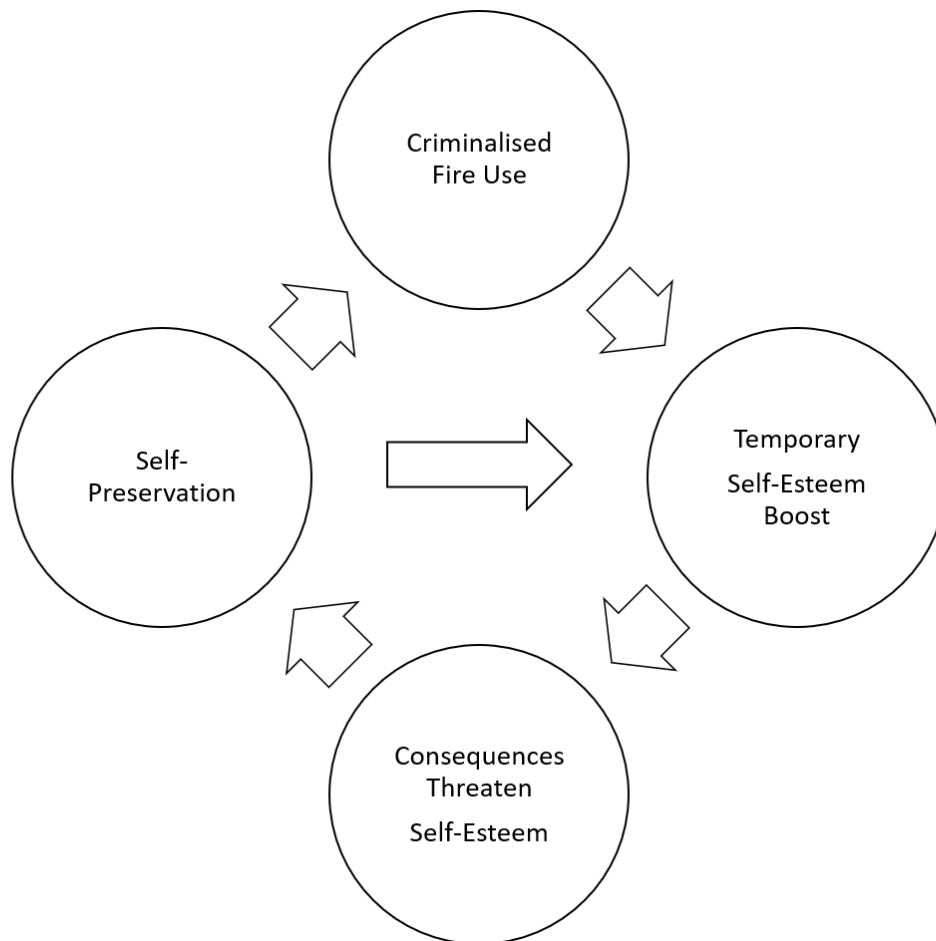 Criminalised
Fire Use
Self-
Preservation
Temporary
Self-Esteem
Boost
Consequences
Threaten
Self-Esteem